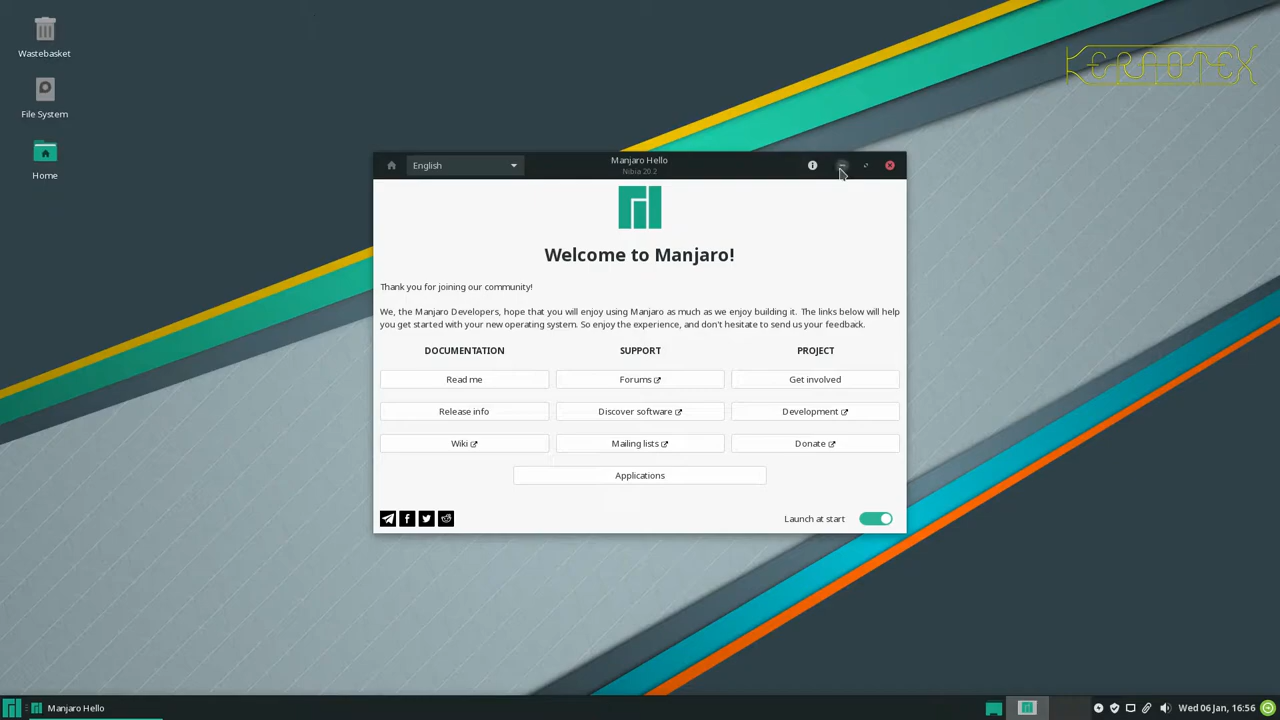 Wastebasket
File System
Home
KERAOTEX
English
Manjaro Hello
Nibia 20.2
Welcome to Manjaro!
Thank you for joining our community!
We, the Manjaro Developers, hope that you will enjoy using Manjaro as much as we enjoy building it. The links below will help
you get started with your new operating system. So enjoy the experience, and don't hesitate to send us your feedback.
DOCUMENTATION
SUPPORT
PROJECT
Read me
Forums
Get involved
Release info
Discover software
Development
Wiki
Mailing lists
Donate
Applications
Launch at start
Manjaro Hello
Wed 06 Jan, 16:56